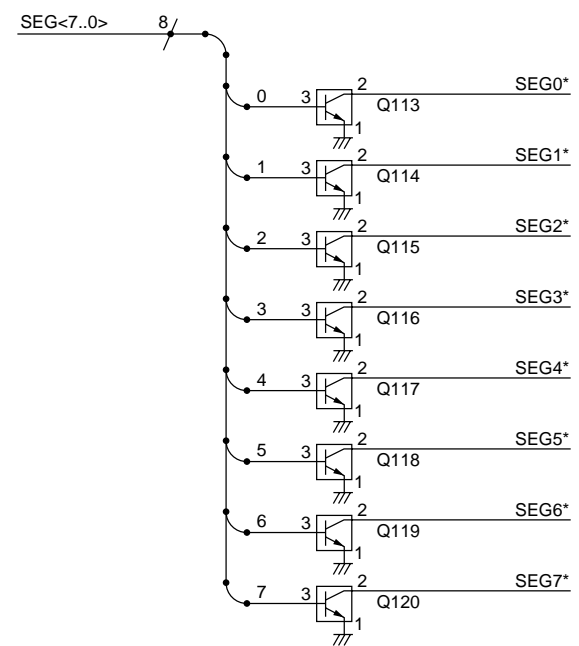 SEG<7..0> 8
2 SEG0*
0 3 Q113
1
2 SEG1*
1 3 Q114
1
2 SEG2*
2 3 Q115
1
2 SEG3*
3 3 Q116
1
2 SEG4*
4 3 Q117
1
2 SEG5*
5 3 Q118
1
2 SEG6*
6 3 Q119
1
2 SEG7*
7 3 Q120
1